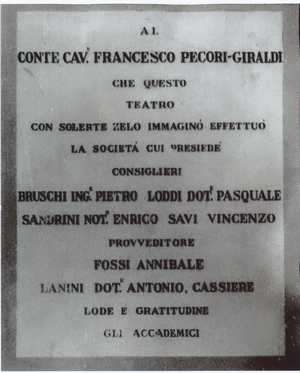 AL
CONTE CAV.ᴱ FRANCESCO PECORI-GIRALDI
CHE QUESTO
TEATRO
CON SOLERTE ZELO IMMAGINÒ EFFETTUÒ
LA SOCIETÁ CUI PRESIEDE
CONSIGLIERI
BRUSCHI ING.ᴱ PIETRO LODDI DOT.ᴱ PASQUALE
SANDRINI NOT.ᴱ ENRICO SAVI VINCENZO
PROVVEDITORE
FOSSI ANNIBALE
LANINI DOT.ᴱ ANTONIO, CASSIERE
LODE E GRATITUDINE
GLI ACCADEMICI